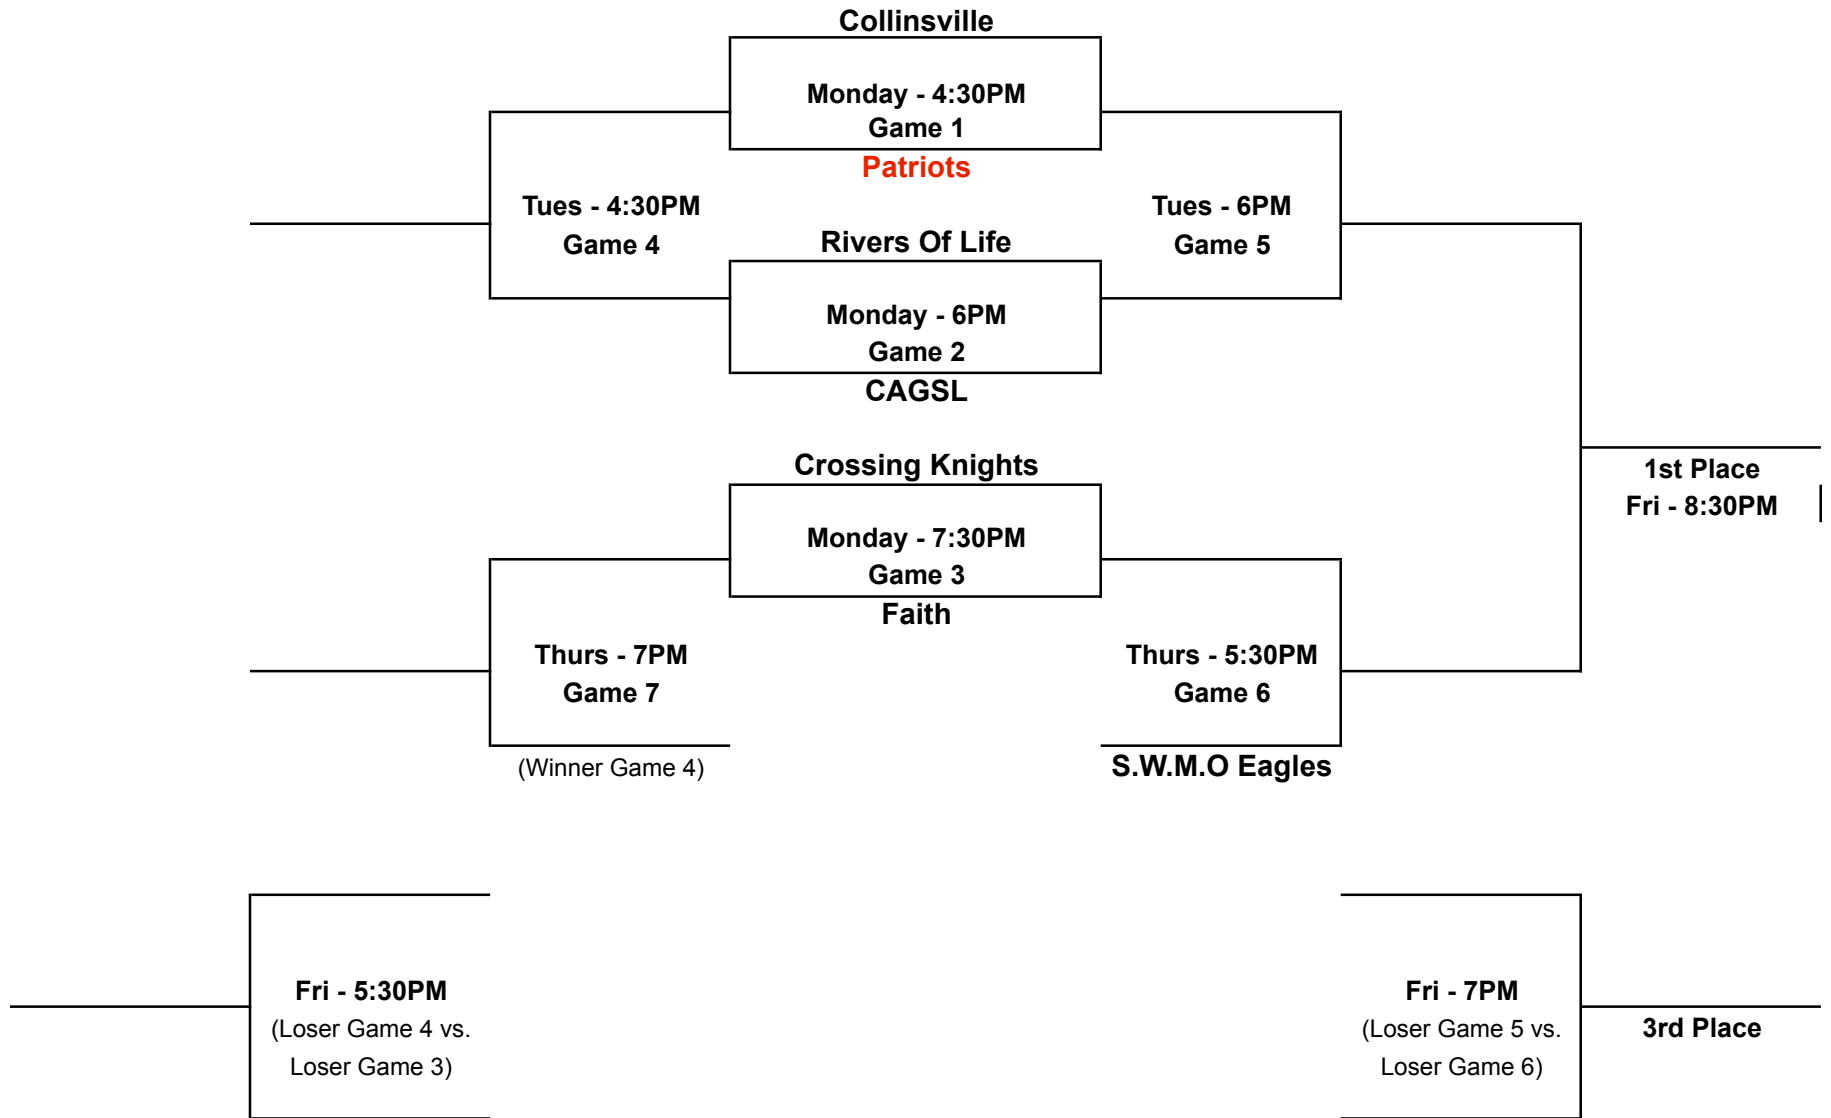 Collinsville
Monday - 4:30PM
Game 1
Patriots
Tues - 4:30PM
Game 4
Tues - 6PM
Game 5
Rivers Of Life
Monday - 6PM
Game 2
CAGSL
Crossing Knights
Monday - 7:30PM
Game 3
Faith
1st Place
Fri - 8:30PM
Thurs - 7PM
Game 7
(Winner Game 4)
Thurs - 5:30PM
Game 6
S.W.M.O Eagles
Fri - 5:30PM
(Loser Game 4 vs.
Loser Game 3)
Fri - 7PM
(Loser Game 5 vs.
Loser Game 6)
3rd Place